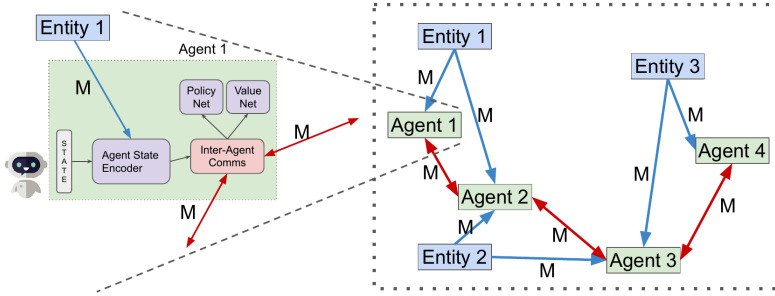 Entity 1
Agent 1
M
Policy
Net
Value
Net
M
STATE
Agent State
Encoder
Inter-Agent
Comms
M
Entity 1
Entity 3
M
M
M
M
Agent 1
Agent 4
M
Agent 2
M
M
M
Entity 2
M
Agent 3